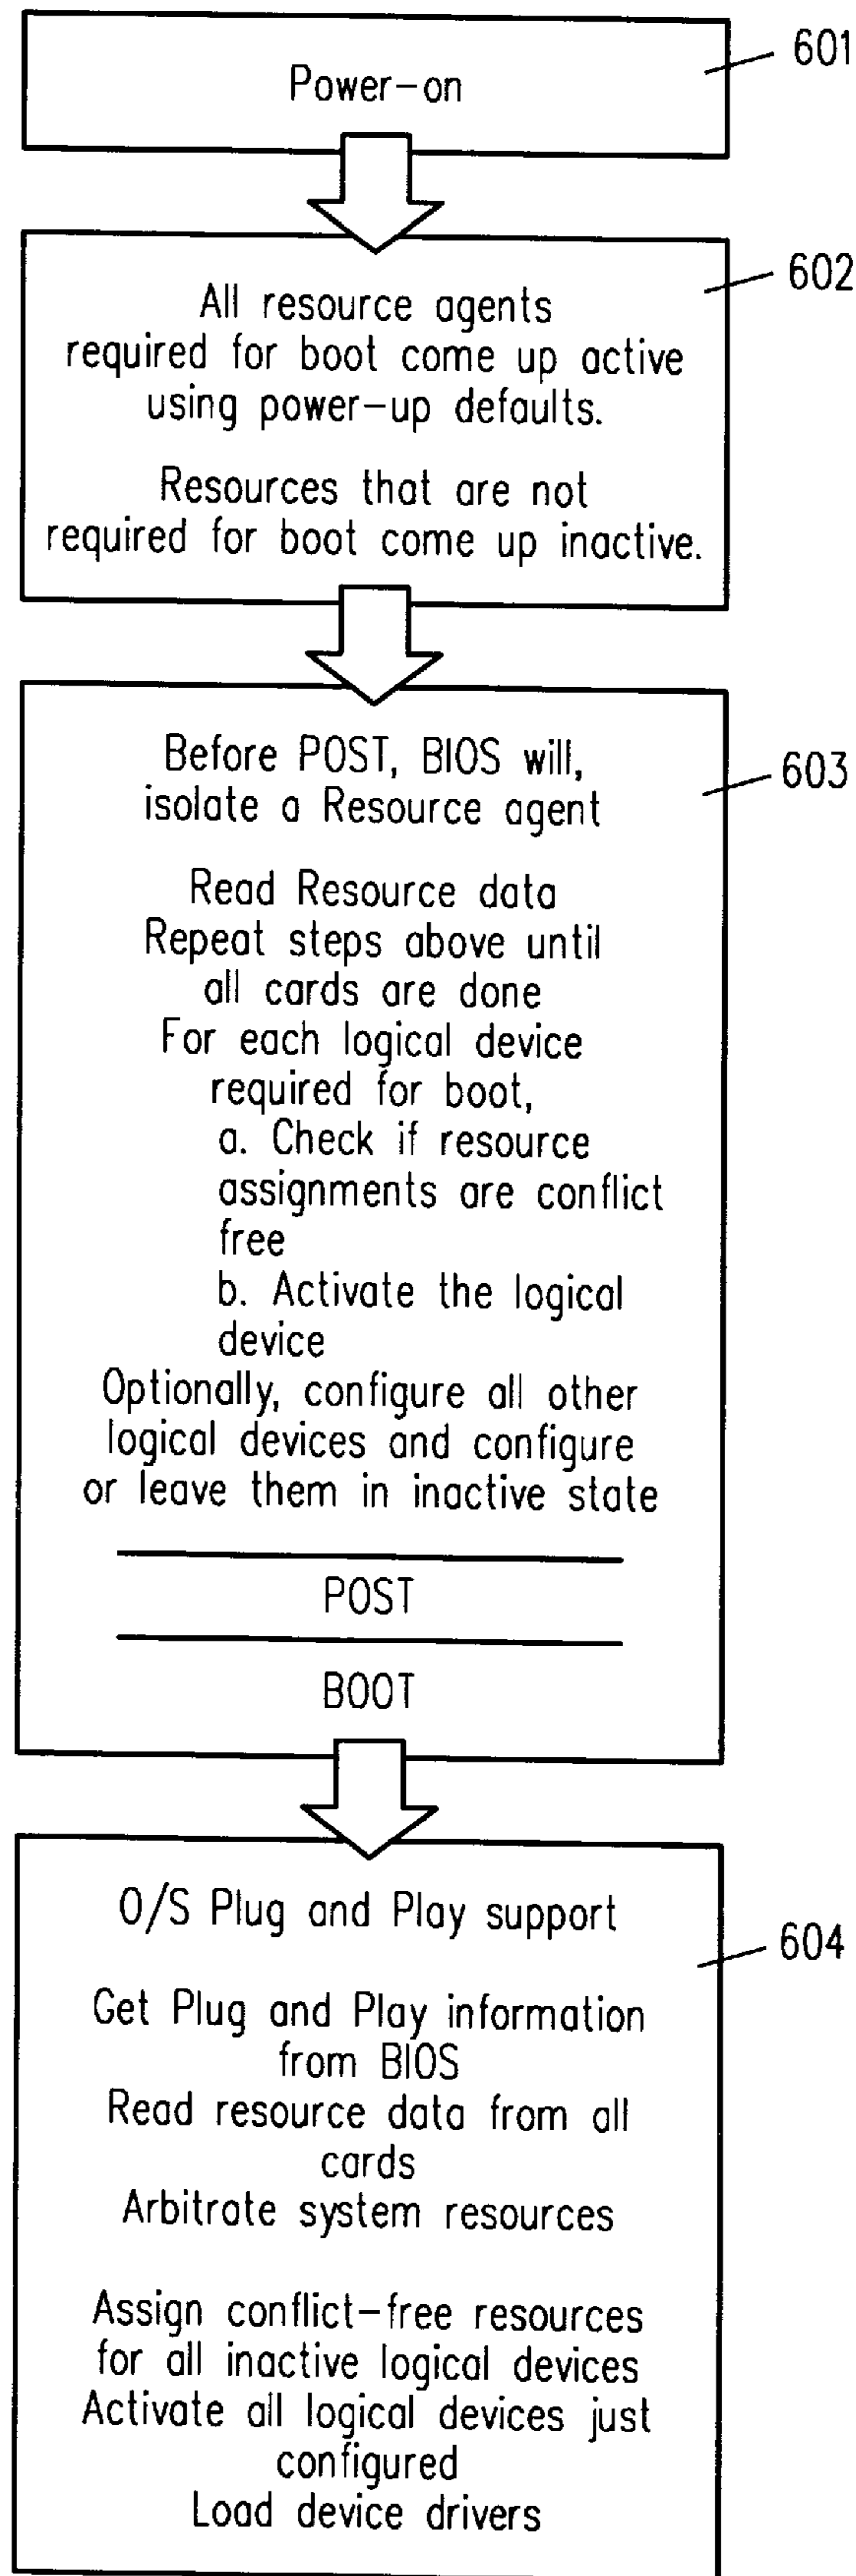 Power-on
601
All resource agents
required for boot come up active
using power-up defaults.
Resources that are not
required for boot come up inactive.
602
Before POST, BIOS will,
isolate a Resource agent
Read Resource data
Repeat steps above until
all cards are done
For each logical device
required for boot,
a. Check if resource
assignments are conflict
free
b. Activate the logical
device
Optionally, configure all other
logical devices and configure
or leave them in inactive state
POST
BOOT
603
O/S Plug and Play support
Get Plug and Play information
from BIOS
Read resource data from all
cards
Arbitrate system resources
Assign conflict-free resources
for all inactive logical devices
Activate all logical devices just
configured
Load device drivers
604